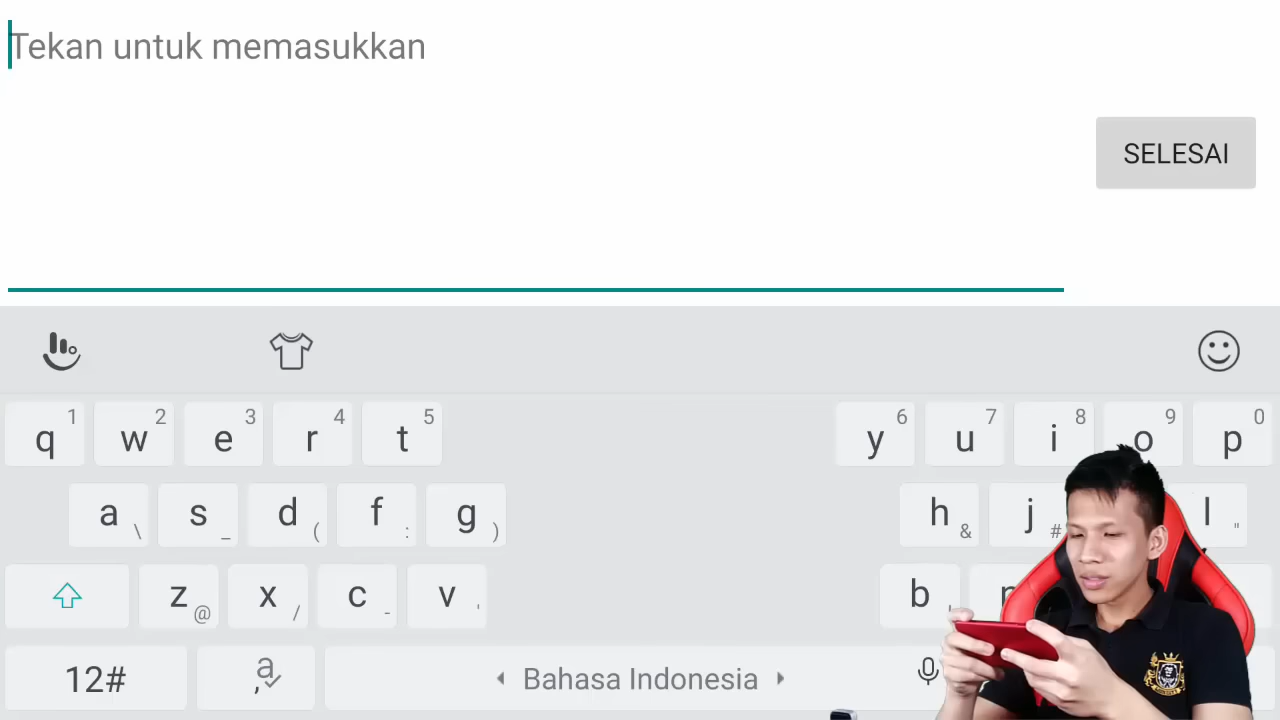 Tekan untuk memasukkan
SELESAI
1 2 3 4 5 6 7 8 9 0
q w e r t y u i o p
a \ s _ d ( f : g ) h & j # l "
z @ x / c - v ' b
12# , a Bahasa Indonesia